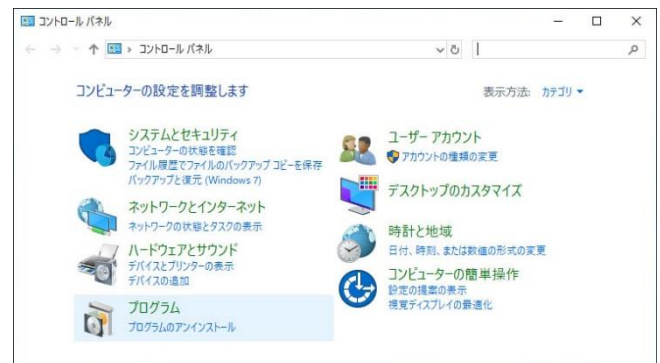 コントロール パネル
コントロール パネル
コンピューターの設定を調整します
表示方法: カテゴリ
システムとセキュリティ
コンピューターの状態を確認
ファイル履歴でファイルのバックアップ コピーを保存
バックアップと復元 (Windows 7)
ネットワークとインターネット
ネットワークの状態とタスクの表示
ハードウェアとサウンド
デバイスとプリンターの表示
デバイスの追加
プログラム
プログラムのアンインストール
ユーザー アカウント
アカウントの種類の変更
デスクトップのカスタマイズ
時計と地域
日付、時刻、または数値の形式の変更
コンピューターの簡単操作
設定の提案の表示
視覚ディスプレイの最適化